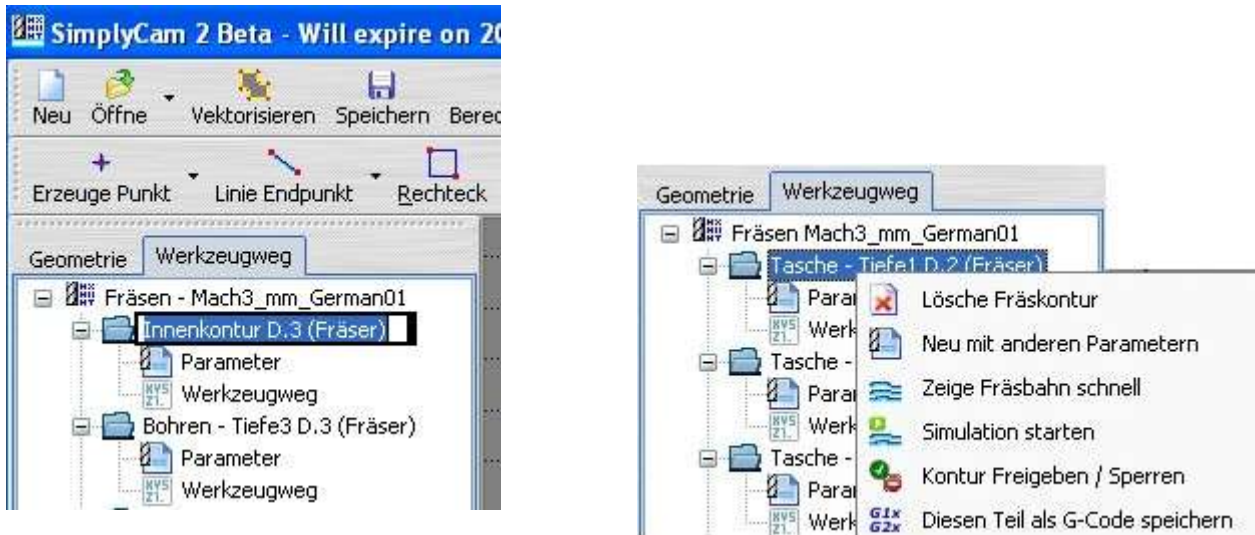 SimplyCam 2 Beta - Will expire on
Neu Öffne Vektorisieren Speichern
Erzeuge Punkt Linie Endpunkt Rechteck
Geometrie Werkzeugweg
Fräsen - Mach3_mm_German01
Innenkontur D.3 (Fräser)
Parameter
Werkzeugweg
Bohren - Tiefe3 D.3 (Fräser)
Parameter
Werkzeugweg
Geometrie Werkzeugweg
Fräsen Mach3_mm_German01
Tasche - Tiefe1 D.2 (Fräser)
Lösche Fräskontur
Neu mit anderen Parametern
Tasche -
Zeige Fräsbahn schnell
Simulation starten
Tasche -
Kontur Freigeben / Sperren
G1x
G2x
Diesen Teil als G-Code speichern